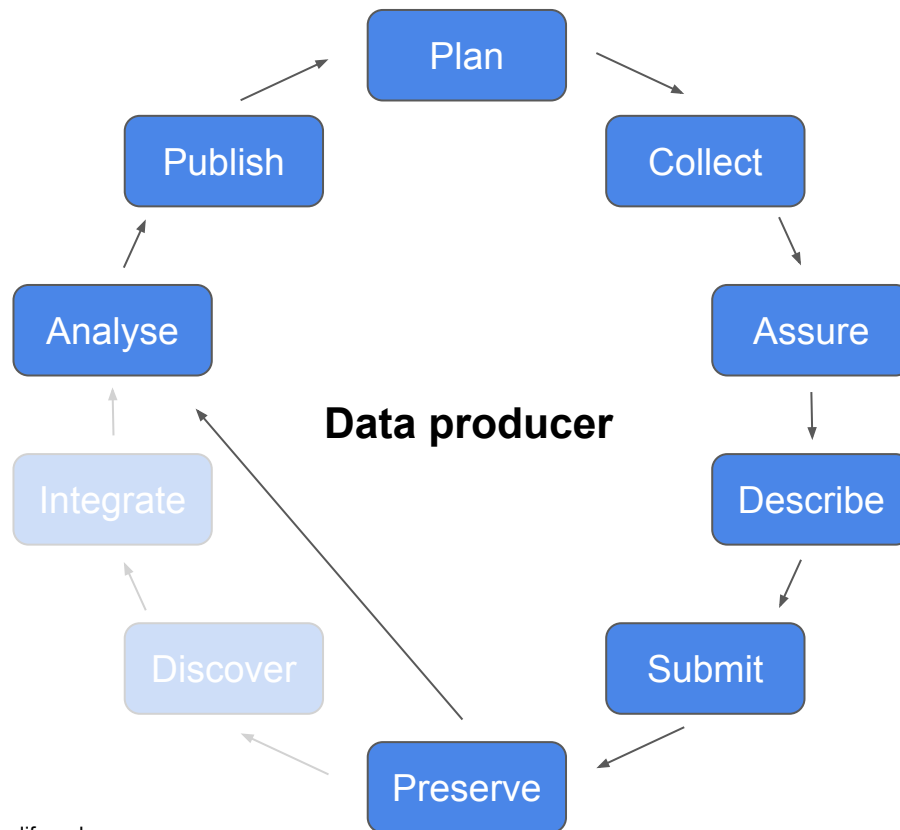 Plan
Publish
Collect
Analyse
Assure
Data producer
Integrate
Describe
Discover
Submit
Preserve